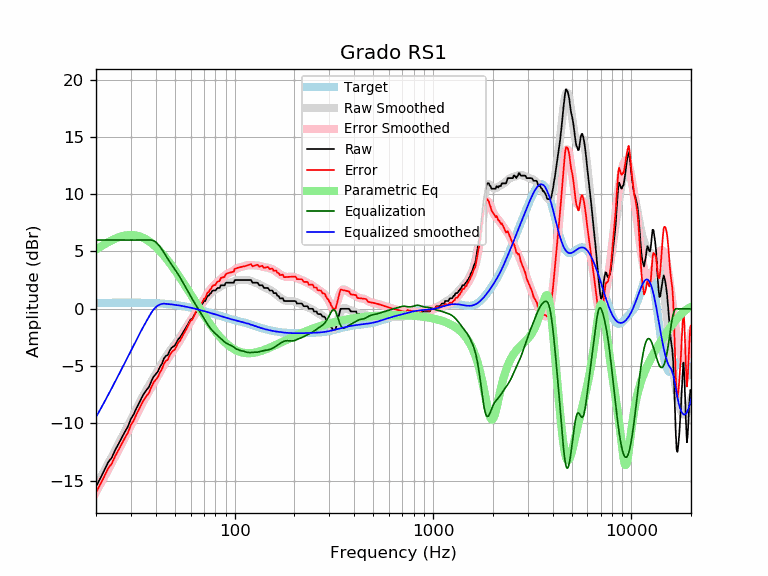 Grado RS1
Target
Raw Smoothed
Error Smoothed
Raw
Error
Parametric Eq
Equalization
Equalized smoothed
20
15
10
5
0
−5
−10
−15
Amplitude (dBr)
100
1000
10000
Frequency (Hz)